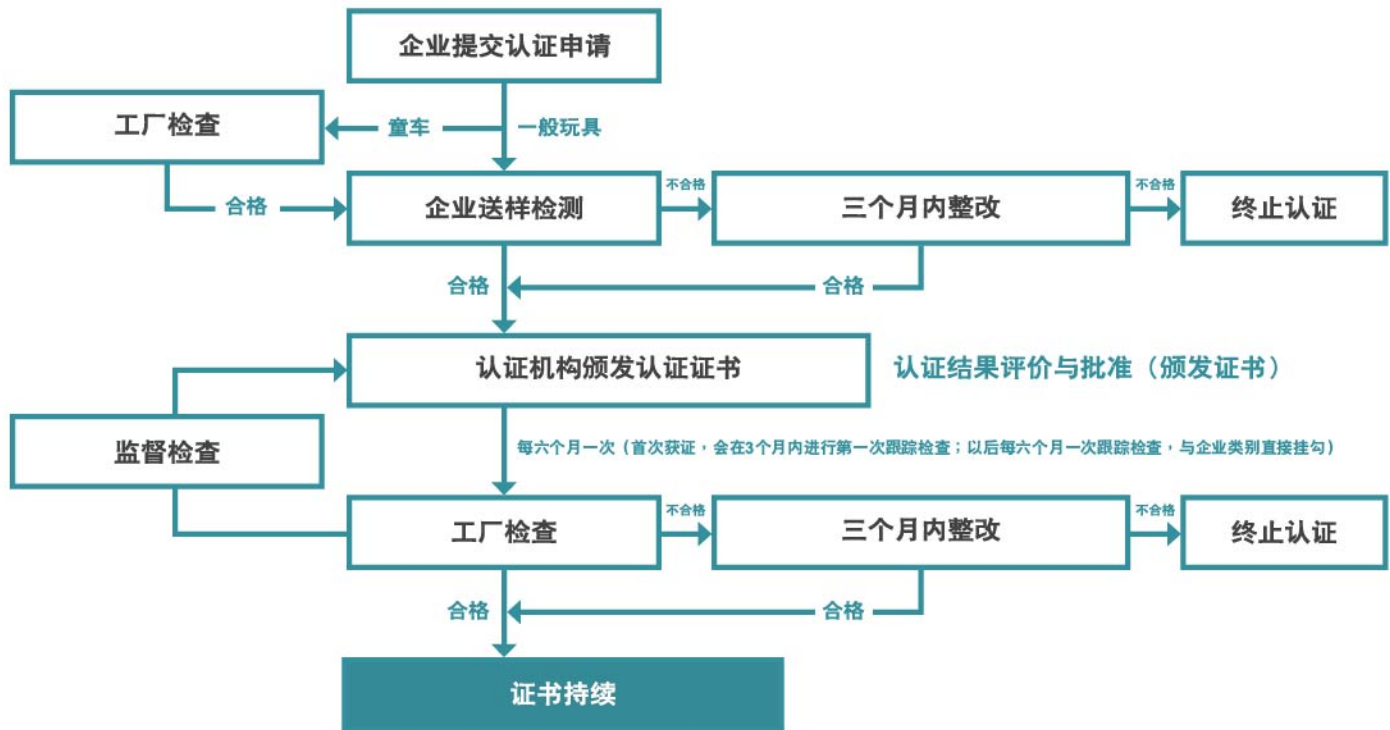 企业提交认证申请
工厂检查
童车
一般玩具
合格
企业送样检测
不合格
三个月内整改
不合格
终止认证
合格
合格
认证机构颁发认证证书
认证结果评价与批准（颁发证书）
监督检查
每六个月一次（首次获证，会在3个月内进行第一次跟踪检查；以后每六个月一次跟踪检查，与企业类别直接挂勾）
工厂检查
不合格
三个月内整改
不合格
终止认证
合格
合格
证书持续